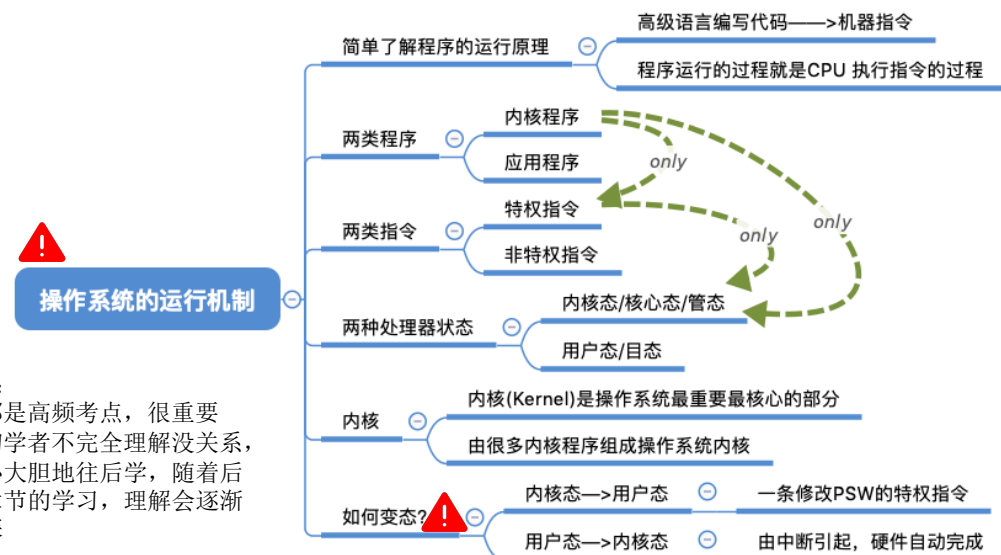 简单了解程序的运行原理
高级语言编写代码——>机器指令
程序运行的过程就是CPU 执行指令的过程
两类程序
内核程序
应用程序
only
两类指令
特权指令
非特权指令
only
only
操作系统的运行机制
两种处理器状态
内核态/核心态/管态
用户态/目态
内核
内核(Kernel)是操作系统最重要最核心的部分
由很多内核程序组成操作系统内核
如何变态?
内核态—>用户态
一条修改PSW的特权指令
用户态—>内核态
由中断引起，硬件自动完成
是高频考点，很重要
学者不完全理解没关系，
大胆地往后学，随着后
节的学习，理解会逐渐